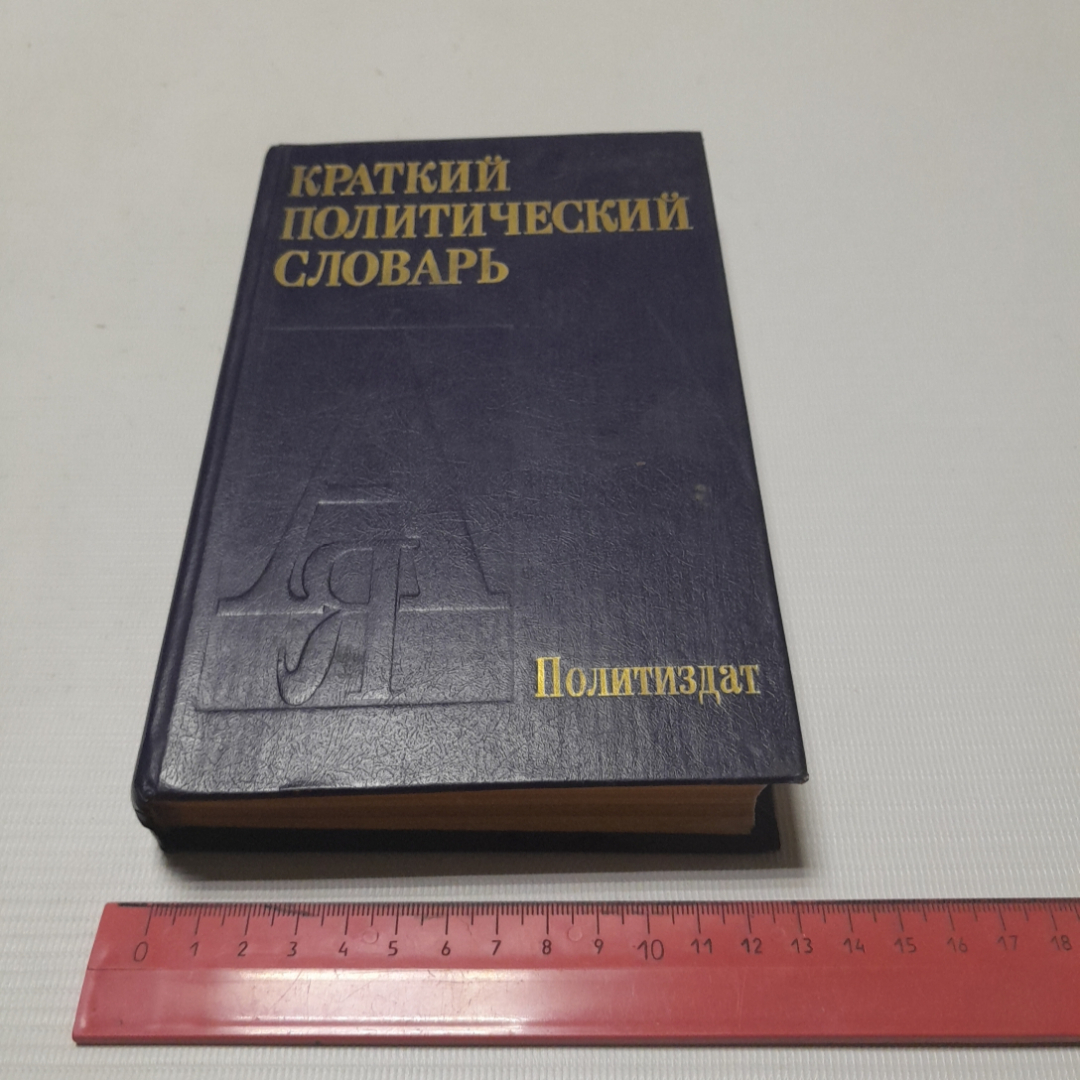 КРАТКИЙ
ПОЛИТИЧЕСКИЙ
СЛОВАРЬ
А
Я
Политиздат
0 1 2 3 4 5 6 7 8 9 10 11 12 13 14 15 16 17 18